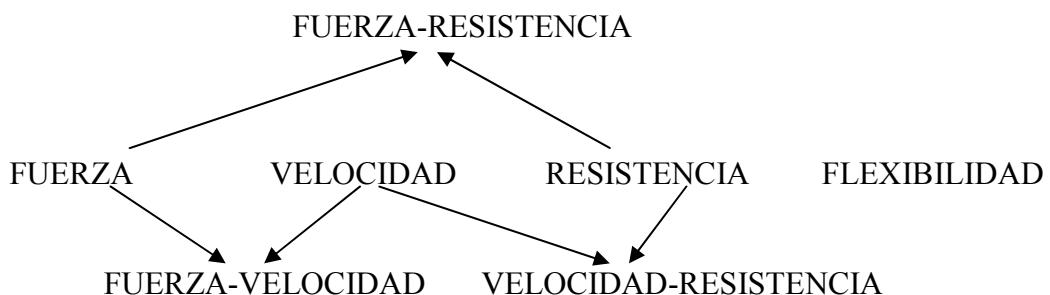 FUERZA-RESISTENCIA
FUERZA VELOCIDAD RESISTENCIA FLEXIBILIDAD
FUERZA-VELOCIDAD VELOCIDAD-RESISTENCIA